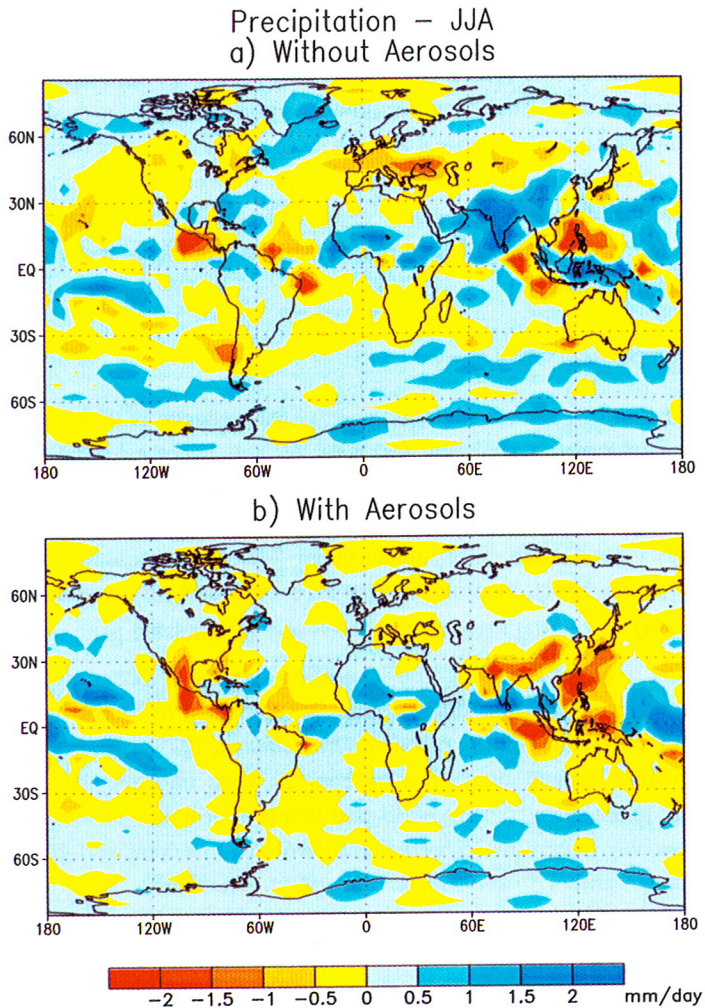 Precipitation – JJA
a) Without Aerosols
60N
30N
EQ
30S
60S
180 120W 60W 0 60E 120E 180
b) With Aerosols
60N
30N
EQ
30S
60S
180 120W 60W 0 60E 120E 180
-2 -1.5 -1 -0.5 0 0.5 1 1.5 2 mm/day